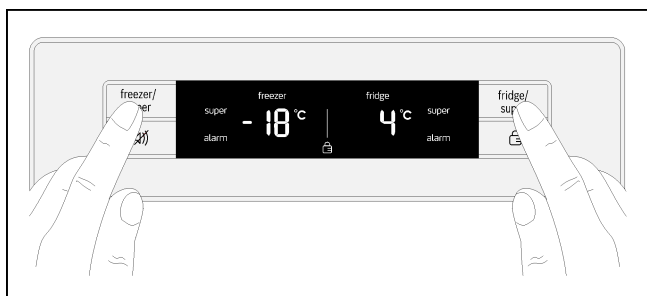 freezer/
fridge/
freezer
fridge
super
-18°C
4°C
super
alarm
alarm